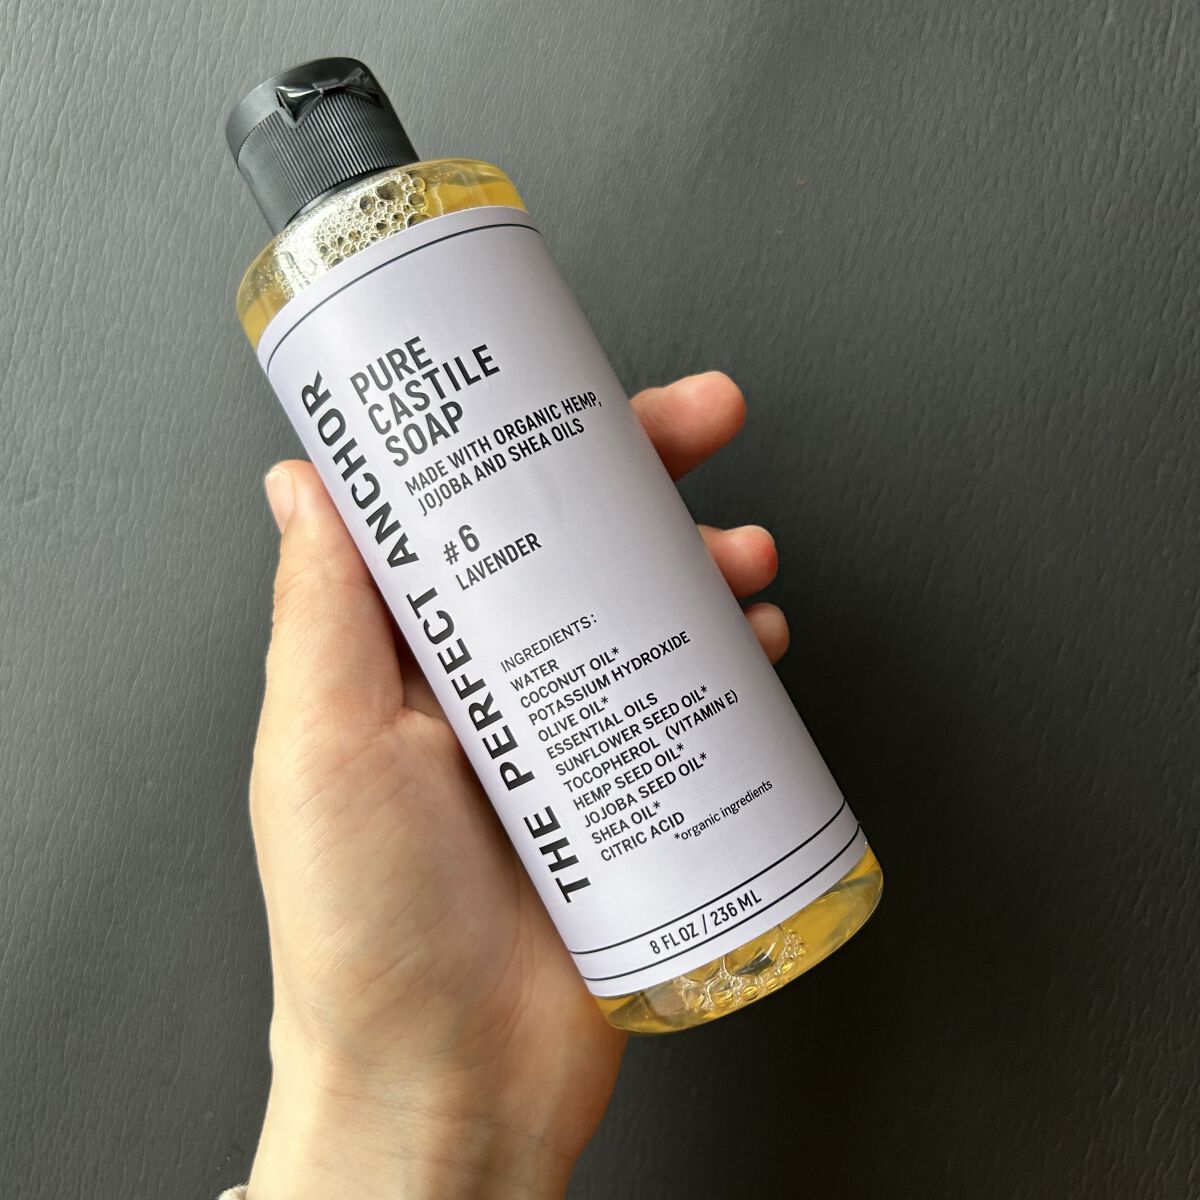 THE PERFECT ANCHOR
PURE
CASTILE
SOAP
MADE WITH ORGANIC HEMP,
JOJOBA AND SHEA OILS
#6
LAVENDER
INGREDIENTS:
WATER
COCONUT OIL*
POTASSIUM HYDROXIDE
OLIVE OIL*
ESSENTIAL OILS
SUNFLOWER SEED OIL*
TOCOPHEROL (VITAMIN E)
HEMP SEED OIL*
JOJOBA SEED OIL*
SHEA OIL*
CITRIC ACID
*organic ingredients
8 FL OZ / 236 ML